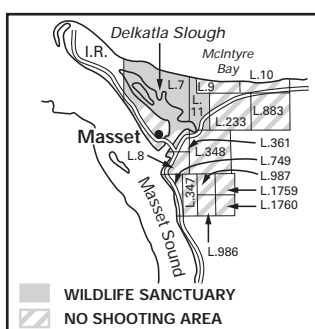 Delkatla Slough
I.R.
McIntyre
Bay
L.7
L.9
L.10
L.
11
L.233
L.883
Masset
L.8
L.348
L.361
L.749
L.987
L.347
L.1759
L.1760
Masset Sound
L.986
WILDLIFE SANCTUARY
NO SHOOTING AREA